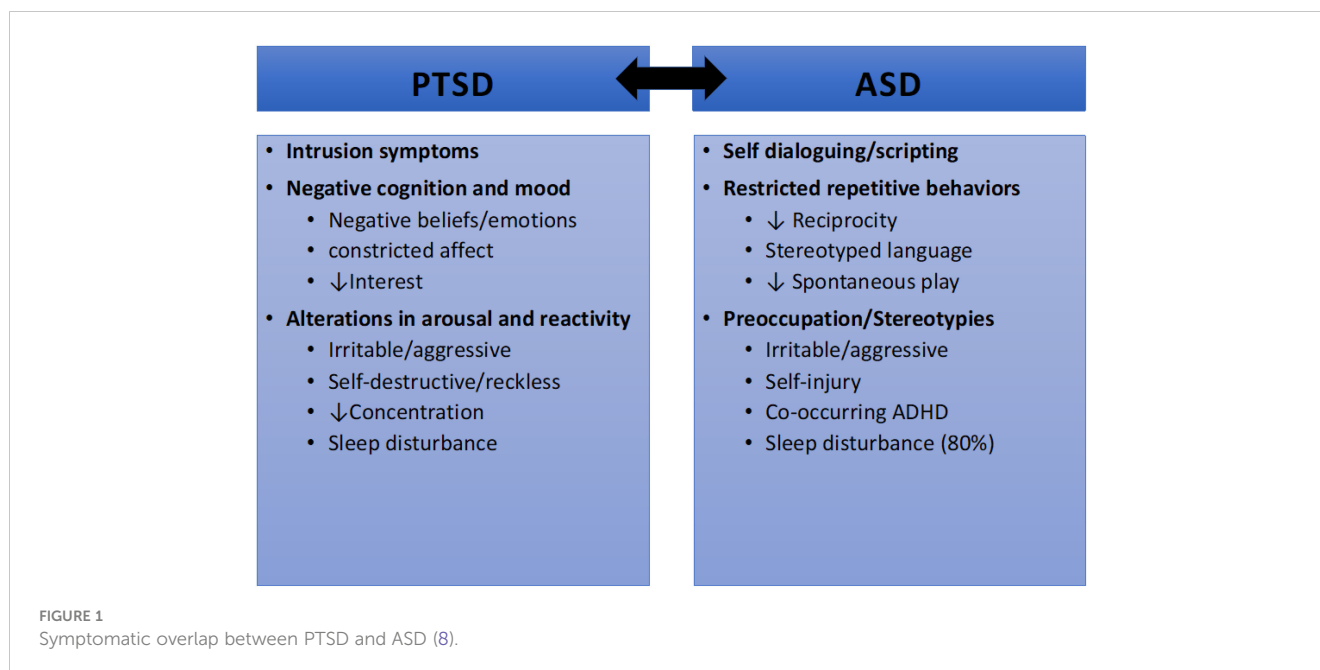 PTSD
ASD
• Intrusion symptoms
• Negative cognition and mood
• Negative beliefs/emotions
• constricted affect
• ↓Interest
• Alterations in arousal and reactivity
• Irritable/aggressive
• Self-destructive/reckless
• ↓Concentration
• Sleep disturbance
• Self dialoguing/scripting
• Restricted repetitive behaviors
• ↓ Reciprocity
• Stereotyped language
• ↓ Spontaneous play
• Preoccupation/Stereotypies
• Irritable/aggressive
• Self-injury
• Co-occurring ADHD
• Sleep disturbance (80%)
FIGURE 1
Symptomatic overlap between PTSD and ASD (8).